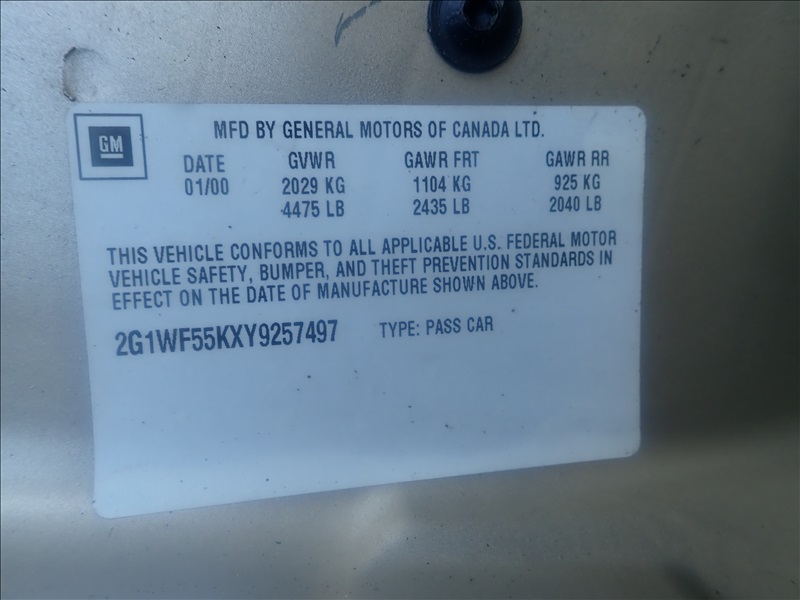 GM
MFD BY GENERAL MOTORS OF CANADA LTD.
DATE GVWR GAWR FRT GAWR RR
01/00 2029 KG 1104 KG 925 KG
4475 LB 2435 LB 2040 LB
THIS VEHICLE CONFORMS TO ALL APPLICABLE U.S. FEDERAL MOTOR
VEHICLE SAFETY, BUMPER, AND THEFT PREVENTION STANDARDS IN
EFFECT ON THE DATE OF MANUFACTURE SHOWN ABOVE.
2G1WF55KXY9257497 TYPE: PASS CAR